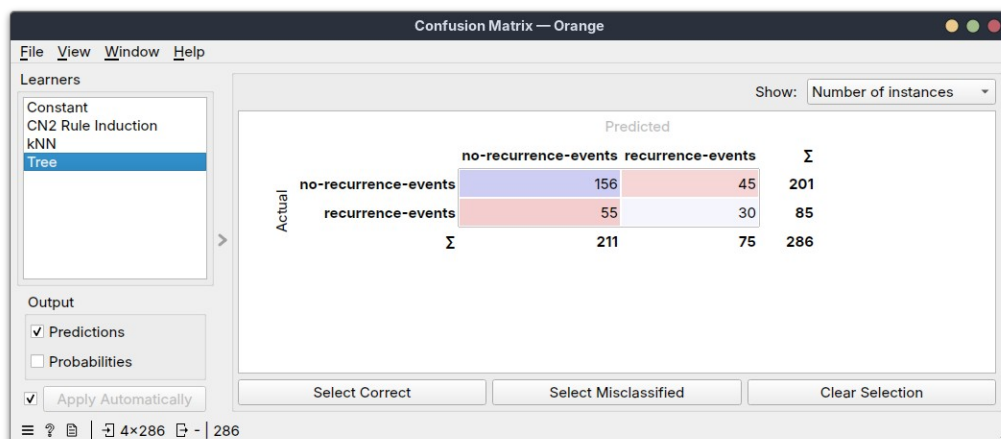 Confusion Matrix — Orange
File View Window Help
Learners
Constant
CN2 Rule Induction
kNN
Tree
Output
Predictions
Probabilities
Apply Automatically
Show: Number of instances
Predicted
no-recurrence-events recurrence-events Σ
Actual
no-recurrence-events 156 45 201
recurrence-events 55 30 85
Σ 211 75 286
Select Correct Select Misclassified Clear Selection
? 4×286 - 286